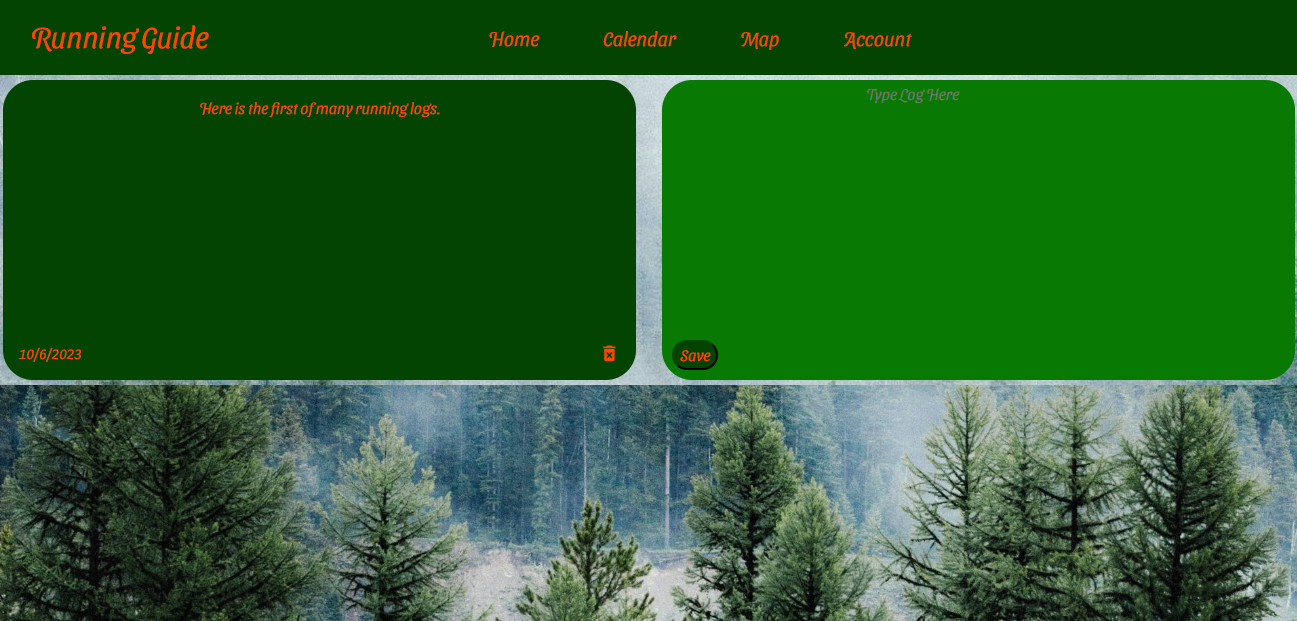 Running Guide
Home Calendar Map Account
Here is the first of many running logs.
10/6/2023
Type Log Here
Save